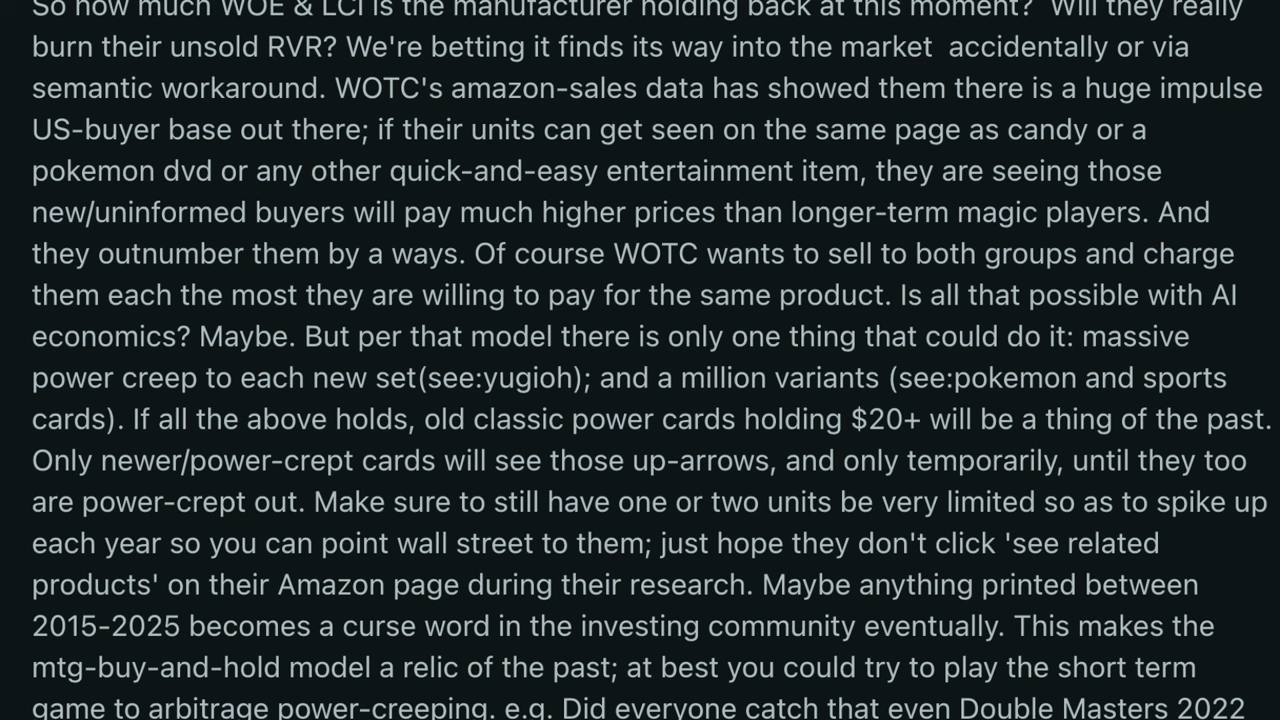 So how much WOE & LCI is the manufacturer holding back at this moment?  Will they really
burn their unsold RVR? We're betting it finds its way into the market  accidentally or via
semantic workaround. WOTC's amazon-sales data has showed them there is a huge impulse
US-buyer base out there; if their units can get seen on the same page as candy or a
pokemon dvd or any other quick-and-easy entertainment item, they are seeing those
new/uninformed buyers will pay much higher prices than longer-term magic players. And
they outnumber them by a ways. Of course WOTC wants to sell to both groups and charge
them each the most they are willing to pay for the same product. Is all that possible with AI
economics? Maybe. But per that model there is only one thing that could do it: massive
power creep to each new set(see:yugioh); and a million variants (see:pokemon and sports
cards). If all the above holds, old classic power cards holding $20+ will be a thing of the past.
Only newer/power-crept cards will see those up-arrows, and only temporarily, until they too
are power-crept out. Make sure to still have one or two units be very limited so as to spike up
each year so you can point wall street to them; just hope they don't click 'see related
products' on their Amazon page during their research. Maybe anything printed between
2015-2025 becomes a curse word in the investing community eventually. This makes the
mtg-buy-and-hold model a relic of the past; at best you could try to play the short term
game to arbitrage power-creeping. e.g. Did everyone catch that even Double Masters 2022